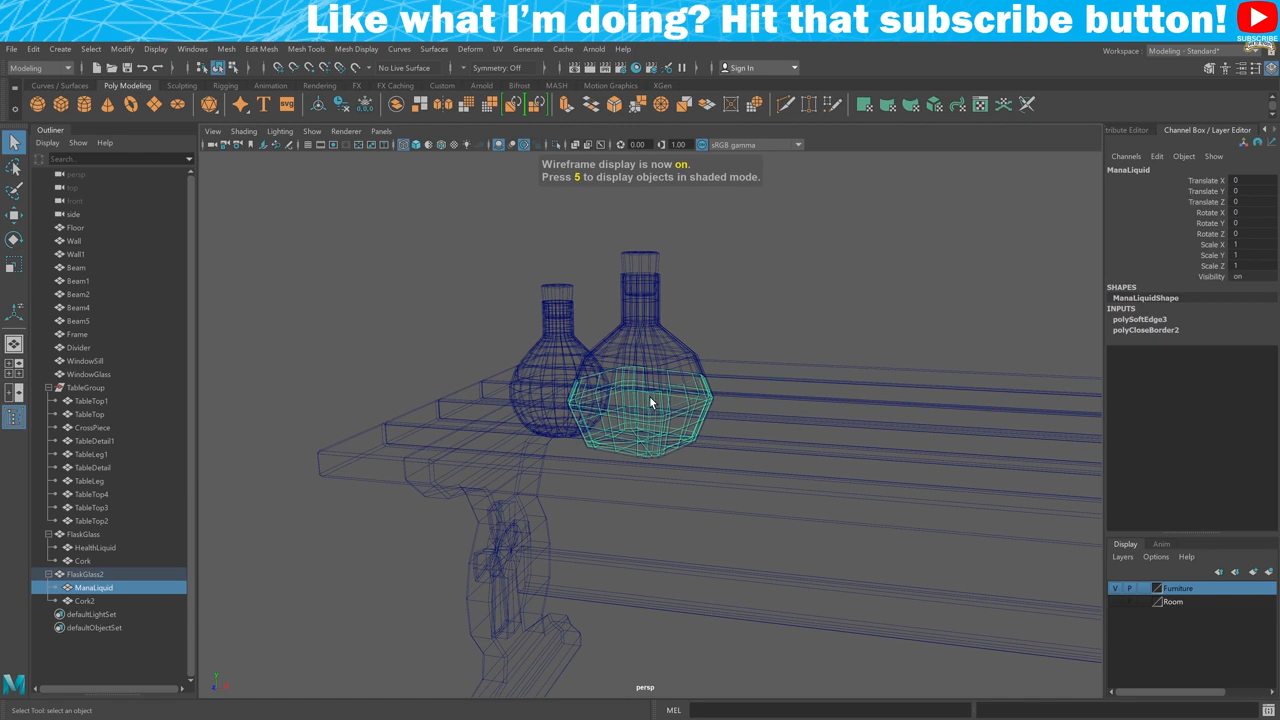 Like what I'm doing? Hit that subscribe button!
SUBSCRIBE
File Edit Create Select Modify Display Windows Mesh Edit Mesh Mesh Tools Mesh Display Curves Surfaces Deform UV Generate Cache Arnold Help
Workspace: Modeling - Standard*
Modeling No Live Surface Symmetry: Off Sign In
Curves / Surfaces Poly Modeling Sculpting Rigging Animation Rendering FX FX Caching Custom Arnold Bifrost MASH Motion Graphics XGen
Outliner
Display Show Help
Search...
persp
top
front
side
Floor
Wall
Wall1
Beam
Beam1
Beam2
Beam4
Beam5
Frame
Divider
WindowSill
WindowGlass
TableGroup
TableTop1
TableTop
CrossPiece
TableDetail1
TableLeg1
TableDetail
TableLeg
TableTop4
TableTop3
TableTop2
FlaskGlass
HealthLiquid
Cork
FlaskGlass2
ManaLiquid
Cork2
defaultLightSet
defaultObjectSet
View Shading Lighting Show Renderer Panels
0.00 1.00 sRGB gamma
Wireframe display is now on.
Press 5 to display objects in shaded mode.
persp
tribute Editor Channel Box / Layer Editor
Channels Edit Object Show
ManaLiquid
Translate X 0
Translate Y 0
Translate Z 0
Rotate X 0
Rotate Y 0
Rotate Z 0
Scale X 1
Scale Y 1
Scale Z 1
Visibility on
SHAPES
ManaLiquidShape
INPUTS
polySoftEdge3
polyCloseBorder2
Display Anim
Layers Options Help
V P Furniture
Room
Select Tool: select an object
MEL